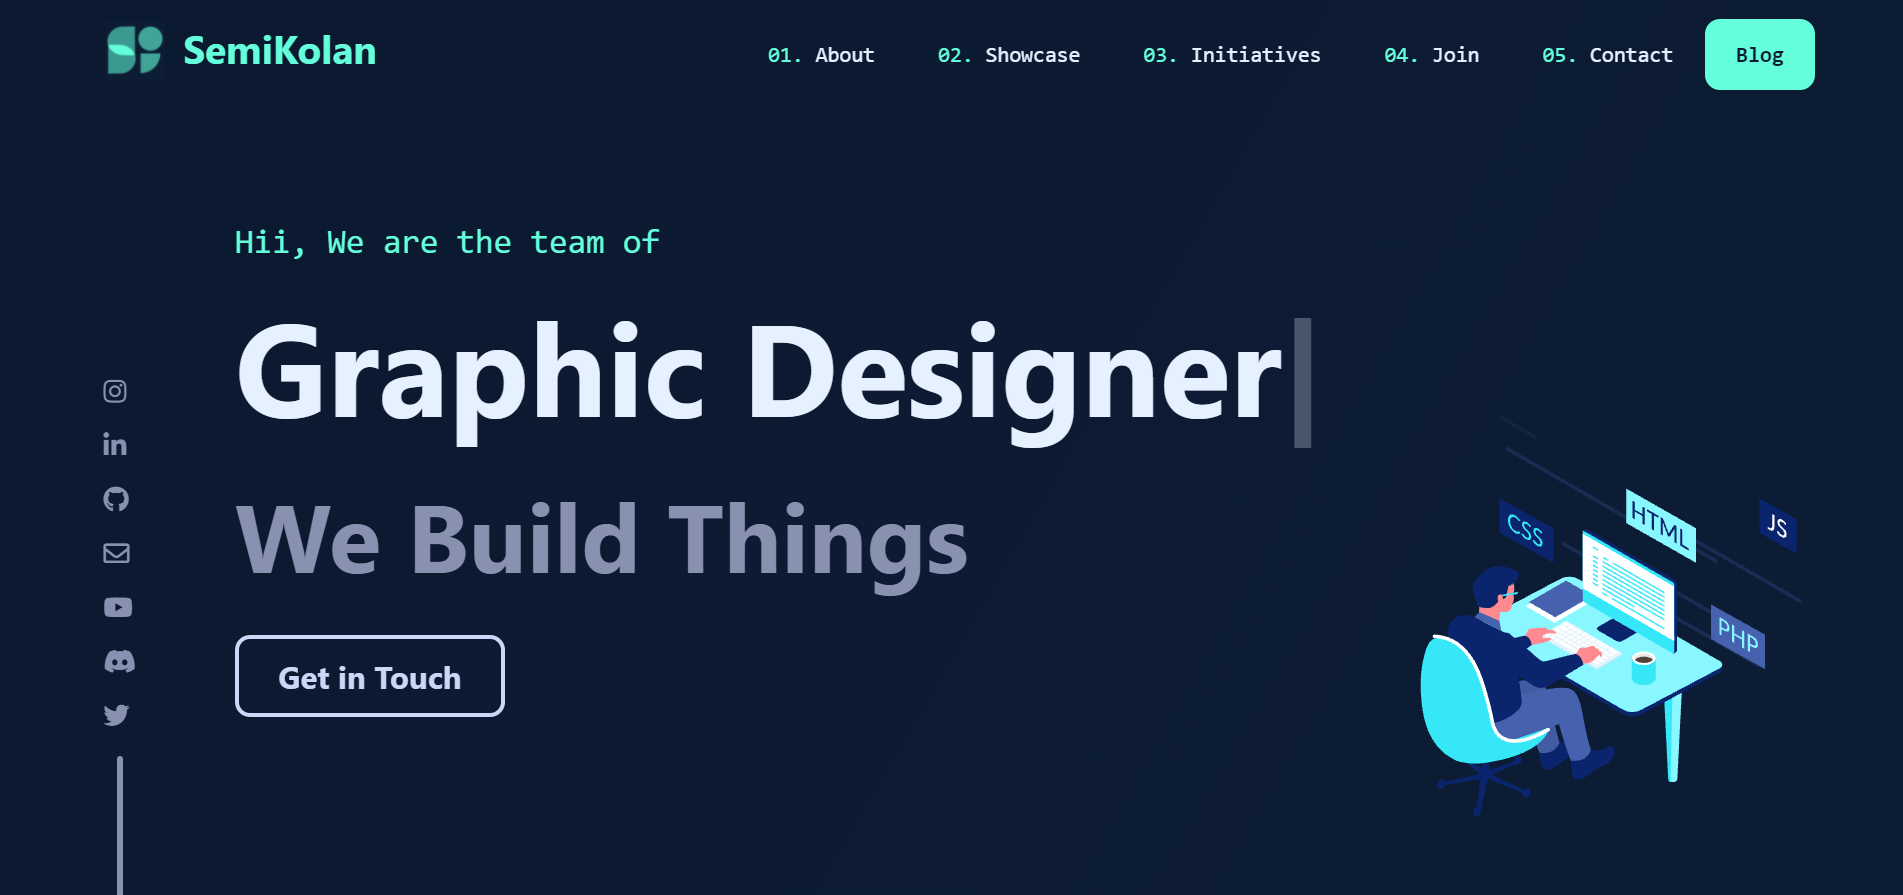 SemiKolan
01. About
02. Showcase
03. Initiatives
04. Join
05. Contact
Blog
Hii, We are the team of
Graphic Designer|
We Build Things
Get in Touch
CSS
HTML
JS
PHP